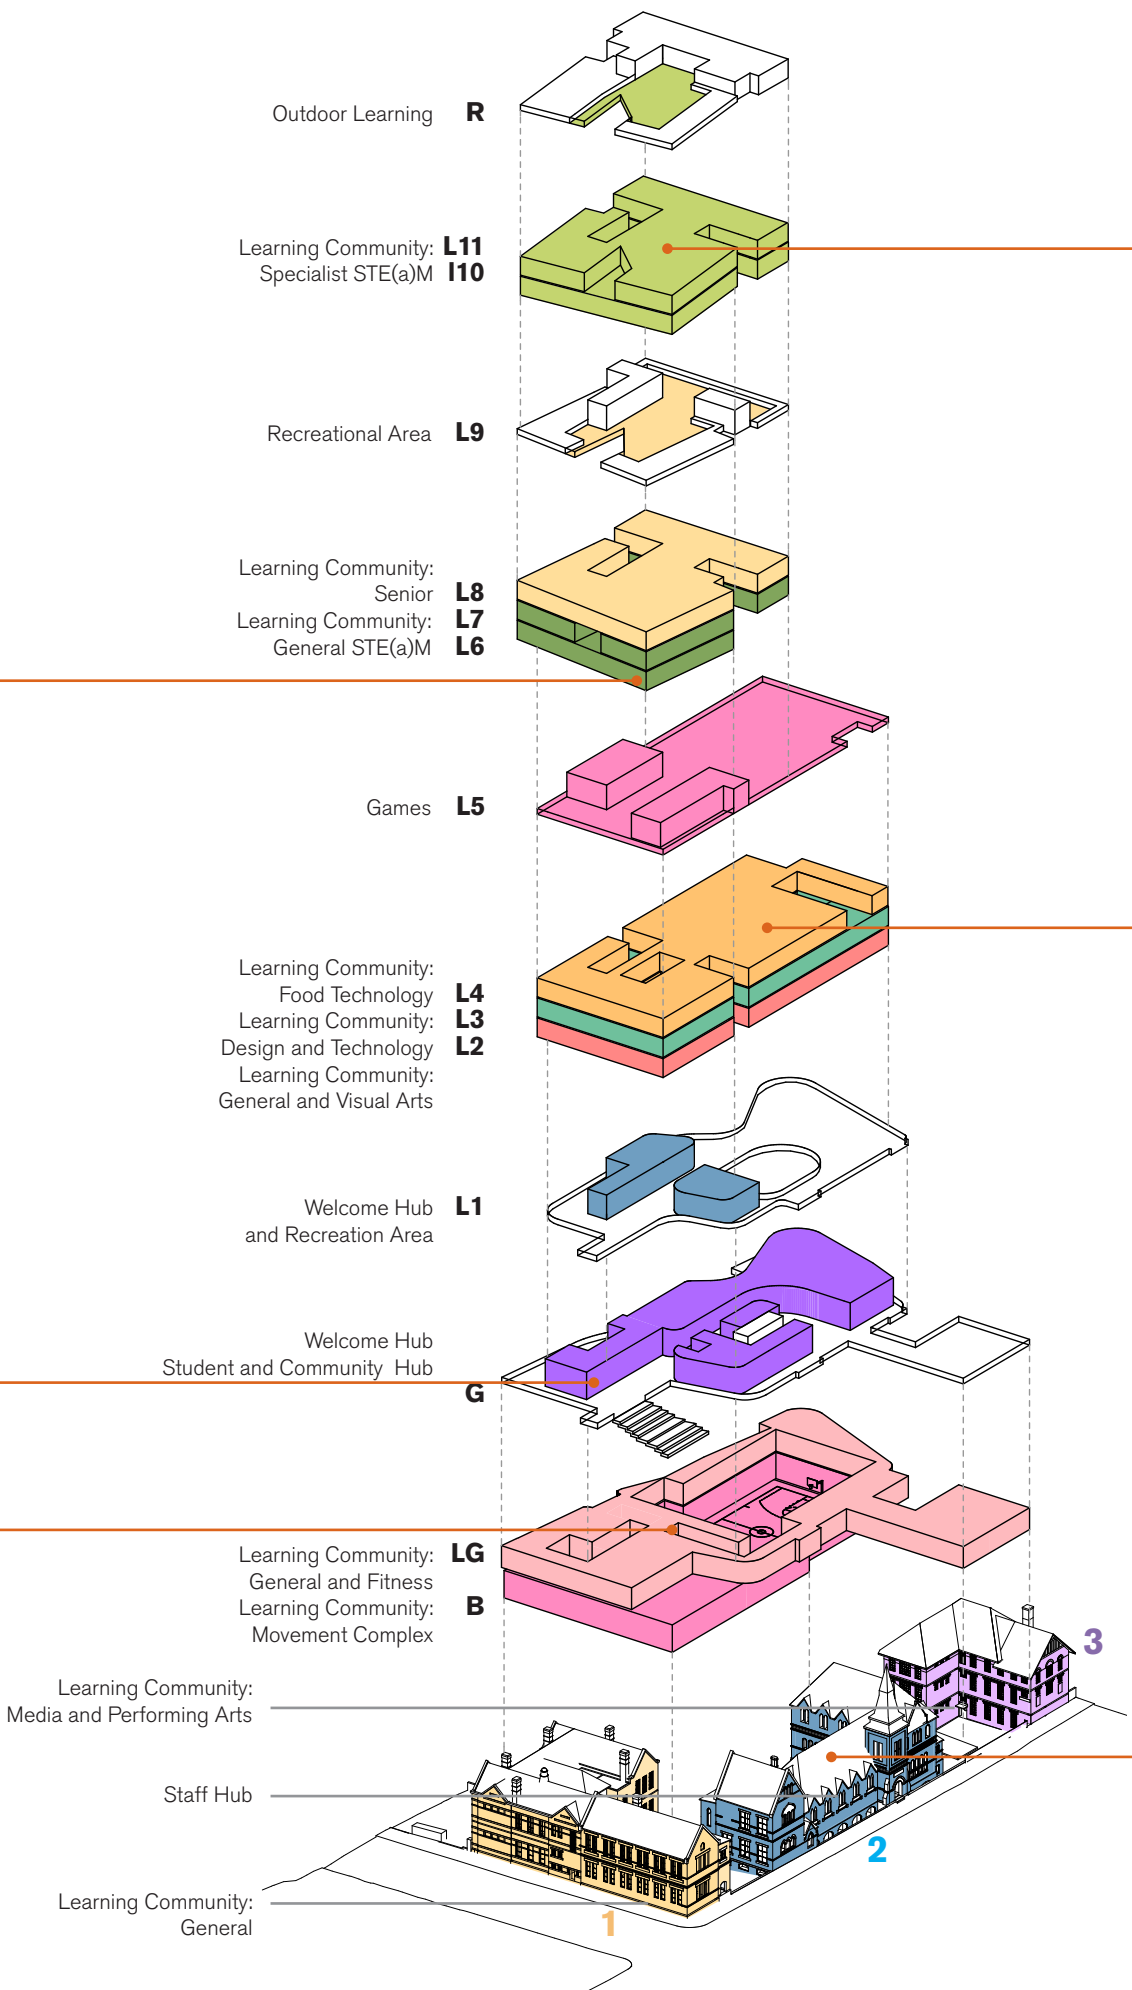 Outdoor Learning R
Learning Community: L11
Specialist STE(a)M l10
Recreational Area L9
Learning Community:
Senior L8
Learning Community: L7
General STE(a)M L6
Games L5
Learning Community:
Food Technology L4
Learning Community: L3
Design and Technology L2
Learning Community:
General and Visual Arts
Welcome Hub L1
and Recreation Area
Welcome Hub
Student and Community Hub
G
Learning Community: LG
General and Fitness
Learning Community: B
Movement Complex
3
Learning Community:
Media and Performing Arts
Staff Hub
2
Learning Community:
General
1